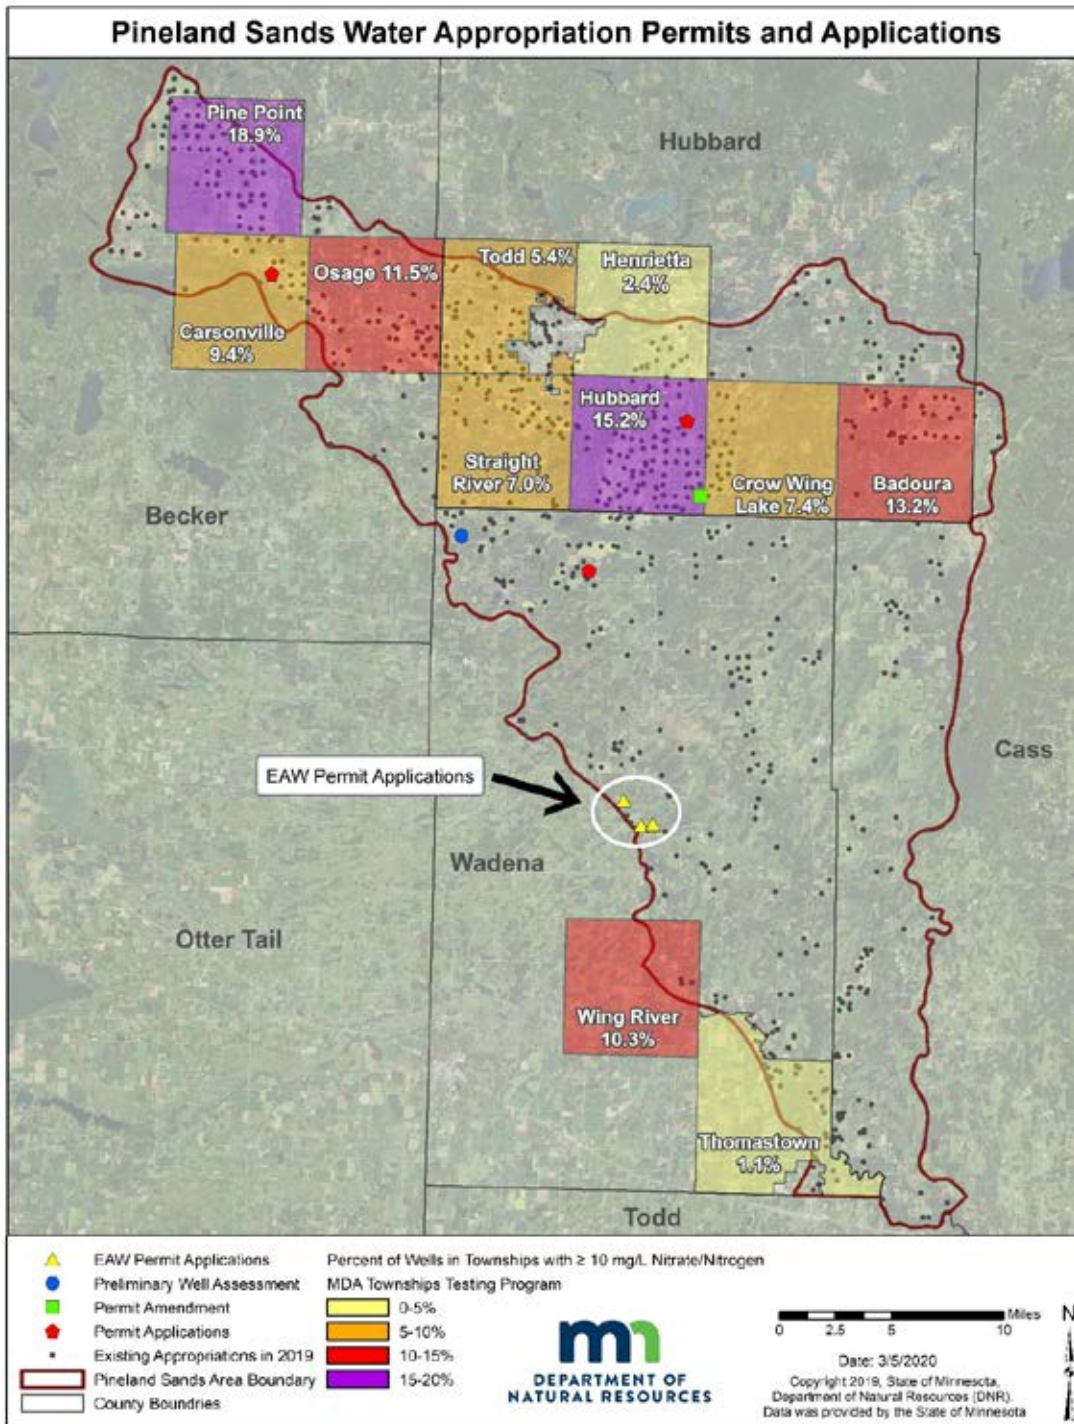 Pineland Sands Water Appropriation Permits and Applications
Pine Point
18.9%
Hubbard
Osage 11.5%
Todd 5.4%
Henrietta
2.4%
Carsonville
9.4%
Hubbard
15.2%
Straight
River 7.0%
Crow Wing
Lake 7.4%
Badoura
13.2%
Becker
Cass
EAW Permit Applications
Wadena
Otter Tail
Wing River
10.3%
Thomastown
1.1%
Todd
EAW Permit Applications
Preliminary Well Assessment
Permit Amendment
Permit Applications
Existing Appropriations in 2019
Pineland Sands Area Boundary
County Boundries
Percent of Wells in Townships with ≥ 10 mg/L Nitrate/Nitrogen
MDA Townships Testing Program
0-5%
5-10%
10-15%
15-20%
DEPARTMENT OF
NATURAL RESOURCES
Miles
0 2.5 5 10
N
Date: 3/5/2020
Copyright 2019, State of Minnesota,
Department of Natural Resources (DNR).
Data was provided by the State of Minnesota